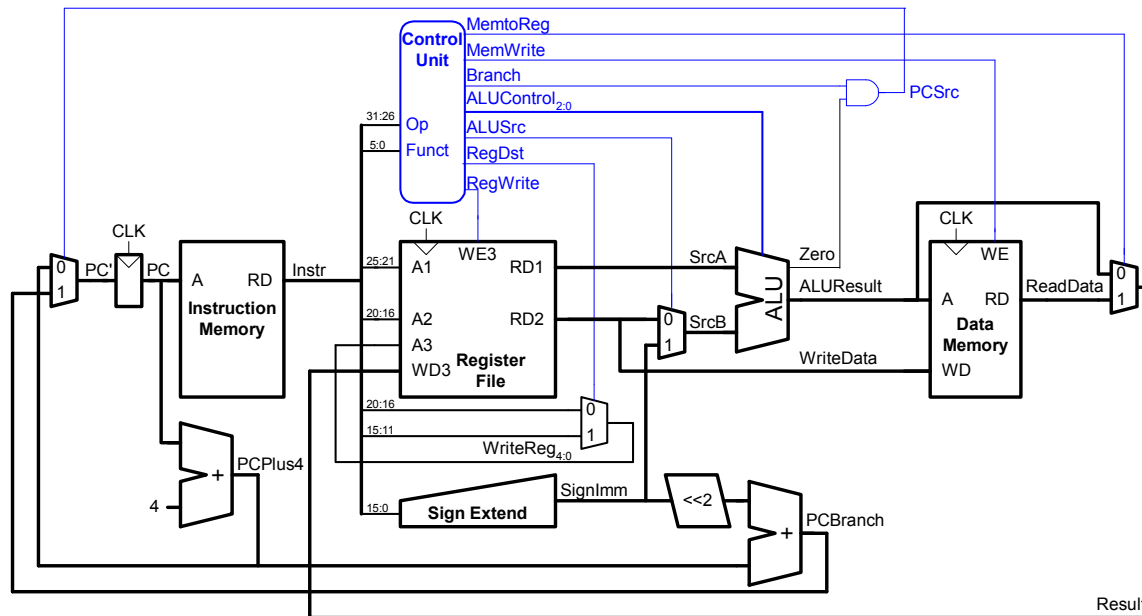 MemtoReg
Control
Unit
MemWrite
Branch
PCSrc
ALUControl2:0
31:26
Op
ALUSrc
5:0
Funct
RegDst
RegWrite
CLK
CLK
CLK
0
1
PC'
PC
A
RD
Instruction
Memory
Instr
25:21
A1
WE3
RD1
SrcA
Zero
ALU
ALUResult
WE
A
RD
ReadData
0
1
20:16
A2
RD2
0
1
SrcB
A3
WD3
Register
File
Data
Memory
WriteData
WD
20:16
0
15:11
1
WriteReg4:0
PCPlus4
+
4
SignImm
15:0
Sign Extend
<<2
+
PCBranch
Result